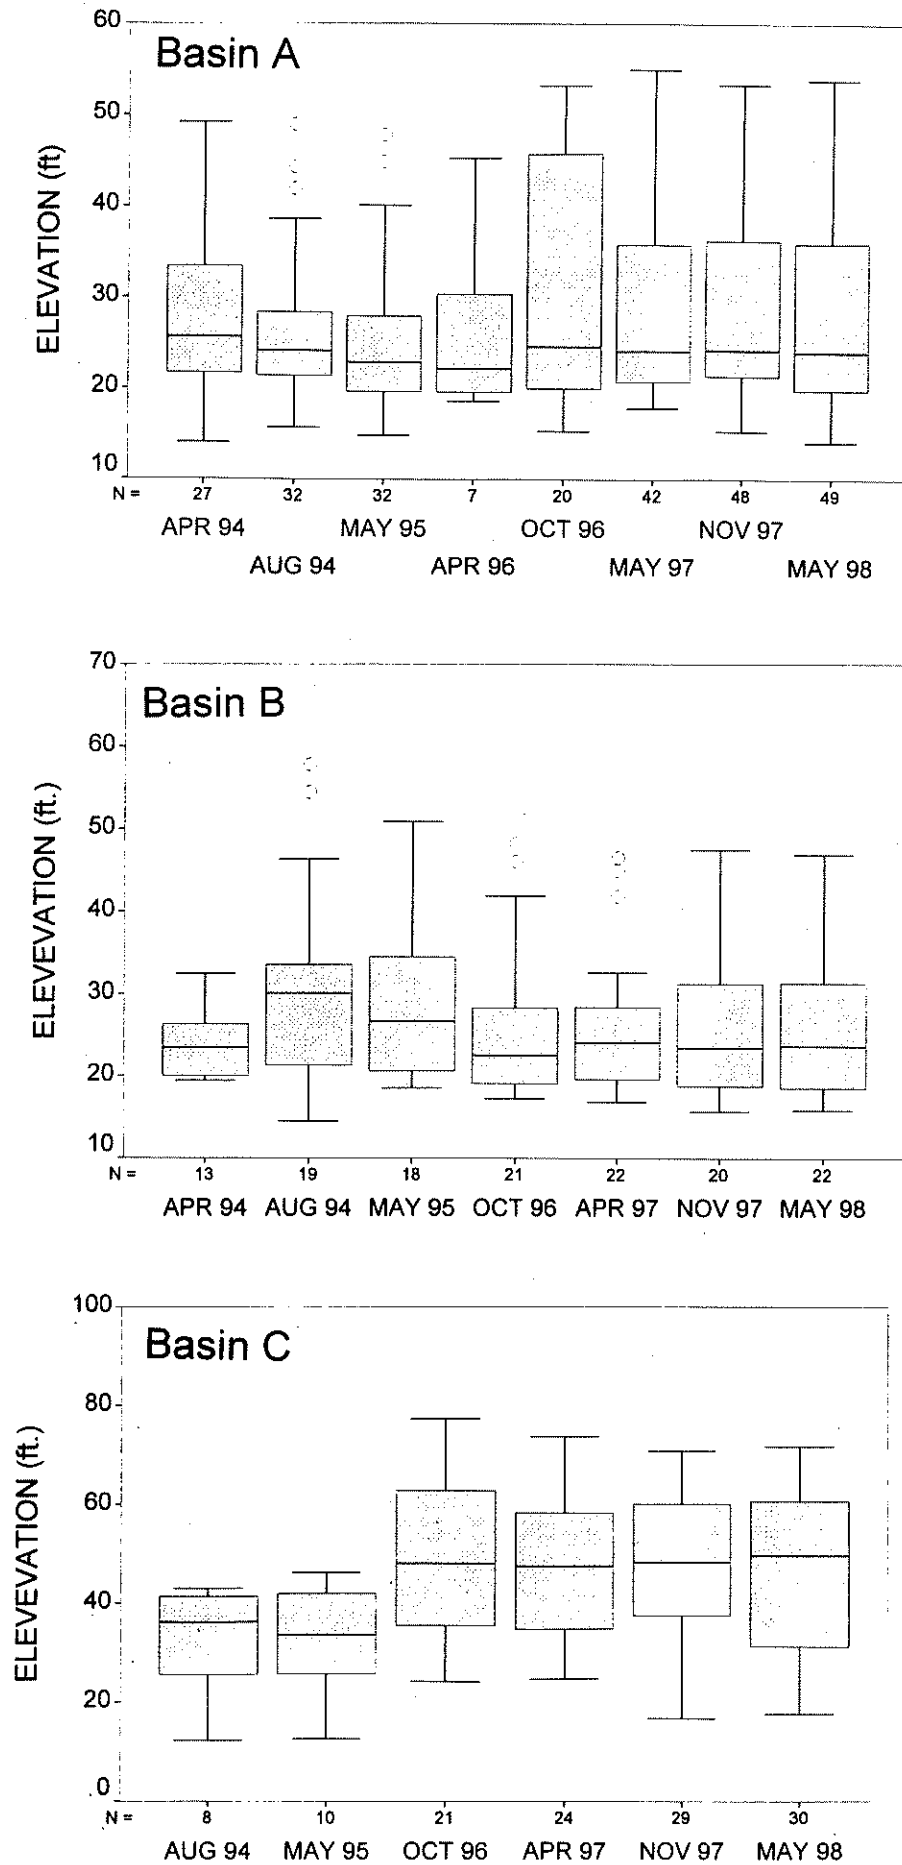 60
Basin A
50
40
30
20
10
ELEVATION (ft)
N = 27 32 32 7 20 42 48 49
APR 94 MAY 95 OCT 96 NOV 97
AUG 94 APR 96 MAY 97 MAY 98
70
Basin B
60
50
40
30
20
10
ELEVEVATION (ft.)
N = 13 19 18 21 22 20 22
APR 94 AUG 94 MAY 95 OCT 96 APR 97 NOV 97 MAY 98
100
Basin C
80
60
40
20
0
ELEVEVATION (ft.)
N = 8 10 21 24 29 30
AUG 94 MAY 95 OCT 96 APR 97 NOV 97 MAY 98